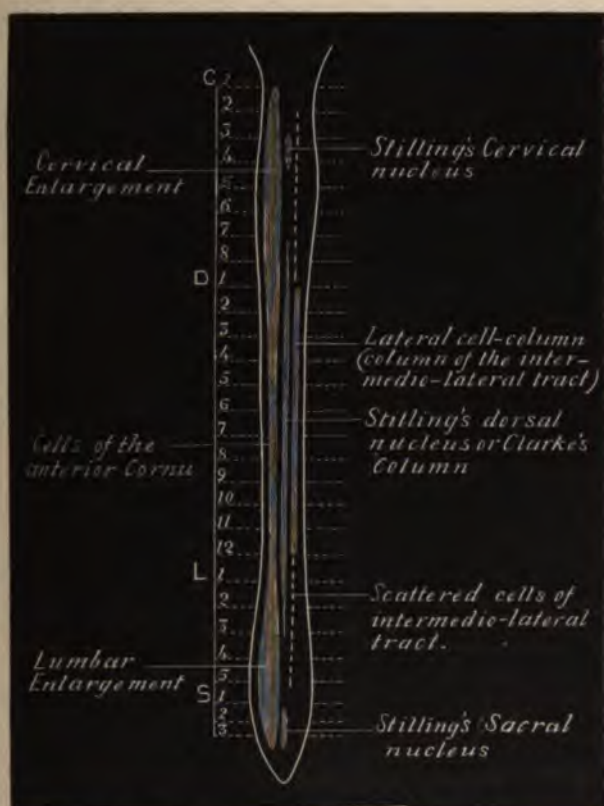 C 1
2
3
4
5
6
7
8
D 1
2
3
4
5
6
7
8
9
10
11
12
L 1
2
3
4
5
S 1
2
3
Cervical
Enlargement
Cells of the
anterior Cornu
Lumbar
Enlargement
Stilling's Cervical
nucleus
Lateral cell-column
(column of the inter-
medio-lateral tract)
Stilling's dorsal
nucleus or Clarke's
Column
Scattered cells of
intermedio-lateral
tract.
Stilling's Sacral
nucleus